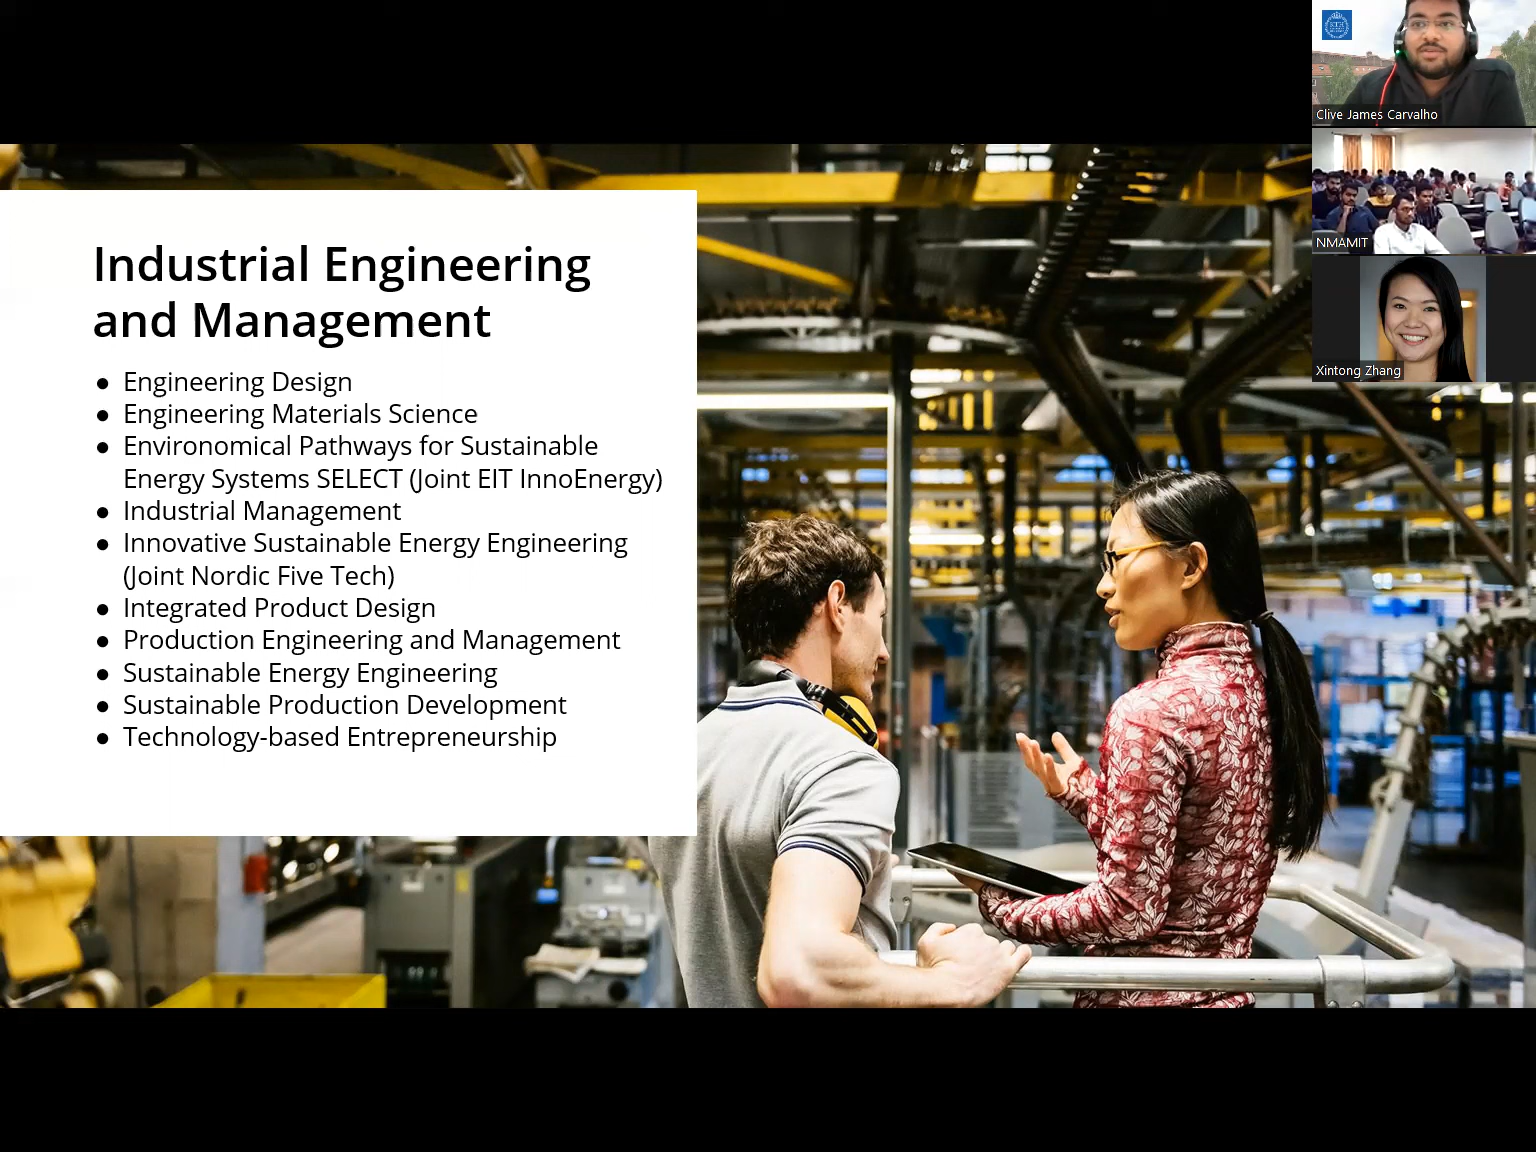 Industrial Engineering
and Management
● Engineering Design
● Engineering Materials Science
● Environomical Pathways for Sustainable
Energy Systems SELECT (Joint EIT InnoEnergy)
● Industrial Management
● Innovative Sustainable Energy Engineering
(Joint Nordic Five Tech)
● Integrated Product Design
● Production Engineering and Management
● Sustainable Energy Engineering
● Sustainable Production Development
● Technology-based Entrepreneurship
KTH
Clive James Carvalho
NMAMIT
Xintong Zhang